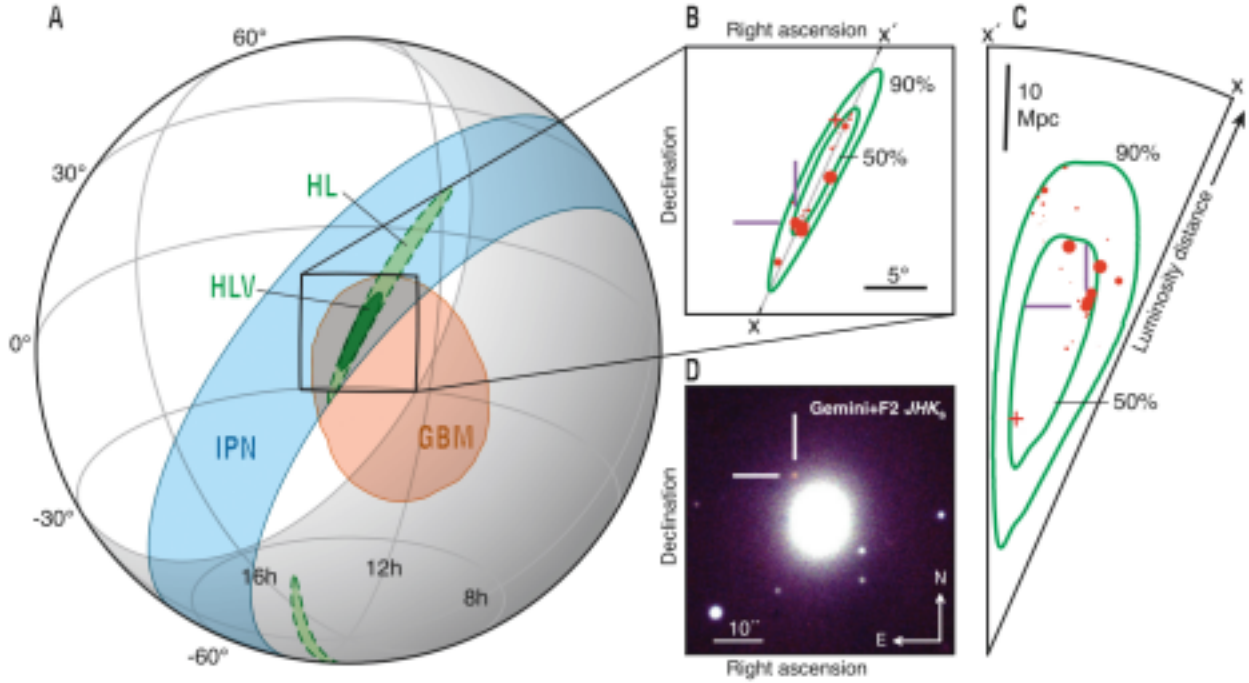 A
60°
30°
0°
-30°
-60°
HL
HLV
IPN
GBM
16h
12h
8h
B
Right ascension
x´
90%
50%
Declination
5°
x
C
x´
x
10
Mpc
90%
Luminosity distance
50%
D
Gemini+F2 JHKs
Declination
10´´
N
E
Right ascension